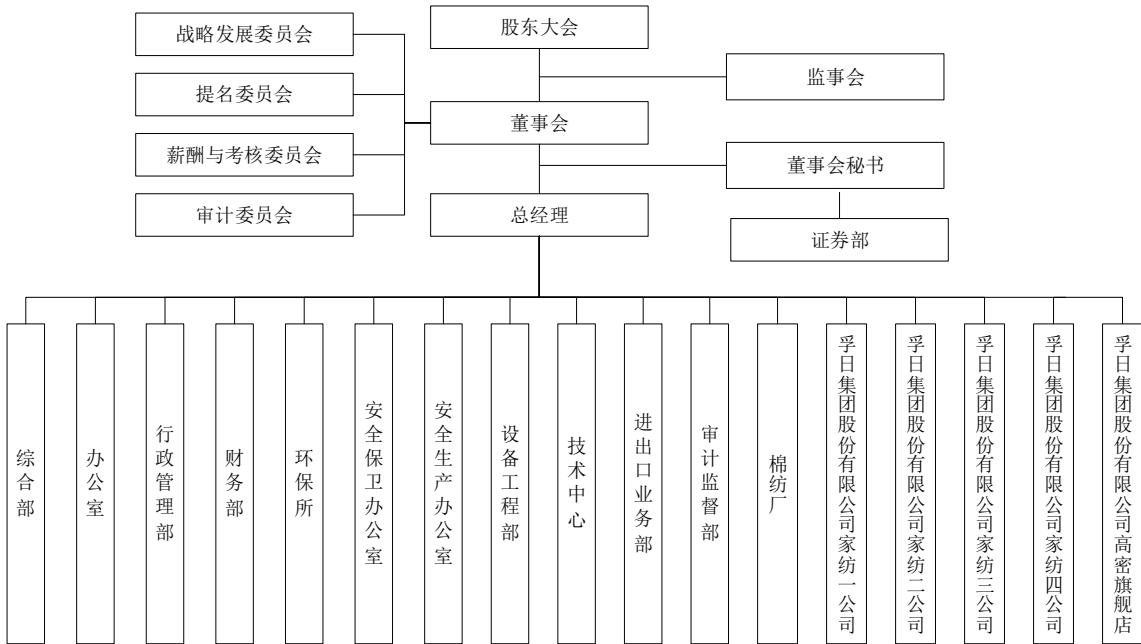 战略发展委员会
股东大会
提名委员会
监事会
董事会
薪酬与考核委员会
董事会秘书
审计委员会
总经理
证券部
综合部
办公室
行政管理部
财务部
环保所
安全保卫办公室
安全生产办公室
设备工程部
技术中心
进出口业务部
审计监督部
棉纺厂
孚日集团股份有限公司家纺一公司
孚日集团股份有限公司家纺二公司
孚日集团股份有限公司家纺三公司
孚日集团股份有限公司家纺四公司
孚日集团股份有限公司高密旗舰店